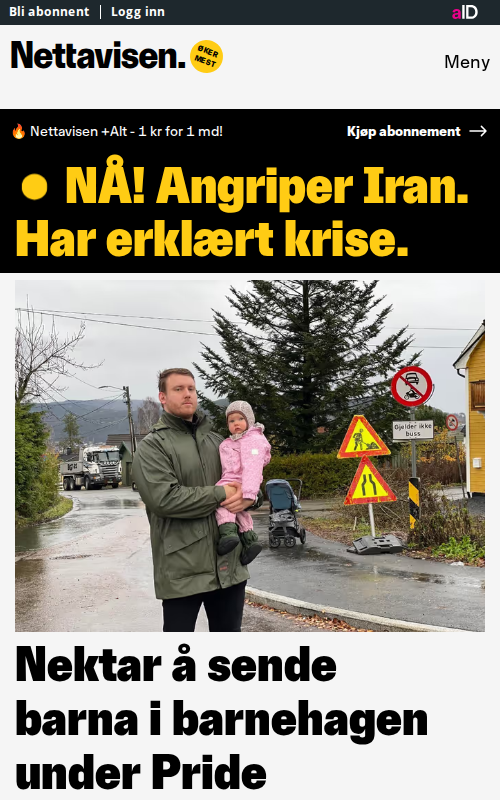 Bli abonnent
Logg inn
aID
Nettavisen.
ØKER
MEST
Meny
🔥 Nettavisen +Alt - 1 kr for 1 md!
Kjøp abonnement →
NÅ! Angriper Iran.
Har erklært krise.
Gjelder ikke
buss
Nektar å sende
barna i barnehagen
under Pride